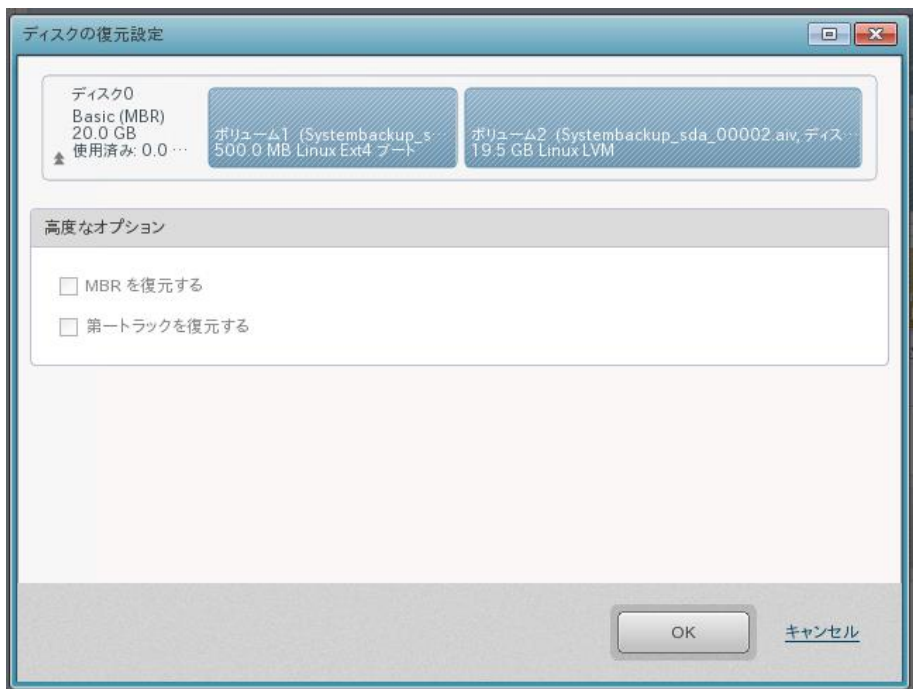 ディスクの復元設定
ディスク0
Basic (MBR)
20.0 GB
使用済み: 0.0 …
ボリューム1 (Systembackup_s…
500.0 MB Linux Ext4 ブート
ボリューム2 (Systembackup_sda_00002.aiv, ディス…
19.5 GB Linux LVM
高度なオプション
MBR を復元する
第一トラックを復元する
OK
キャンセル